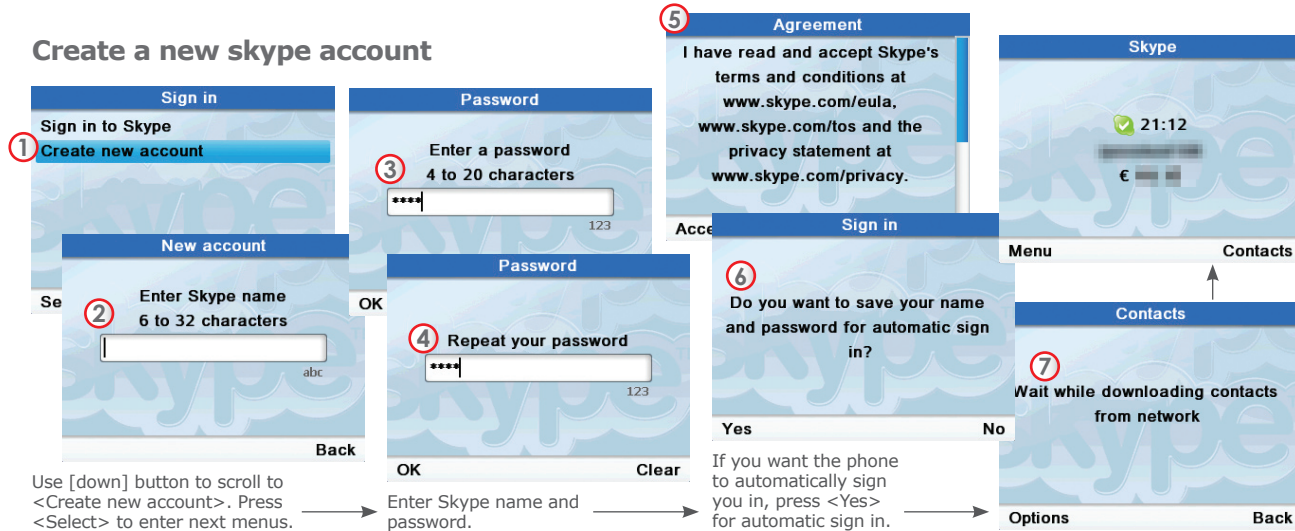 Create a new skype account
Sign in
Sign in to Skype
1
Create new account
Se
New account
2
Enter Skype name
6 to 32 characters
abc
Back
Use [down] button to scroll to
<Create new account>. Press
<Select> to enter next menus.
Password
3
Enter a password
4 to 20 characters
****
123
OK
Password
4
Repeat your password
****
123
OK Clear
Enter Skype name and
password.
5
Agreement
I have read and accept Skype's
terms and conditions at
www.skype.com/eula,
www.skype.com/tos and the
privacy statement at
www.skype.com/privacy.
Acce
Sign in
6
Do you want to save your name
and password for automatic sign
in?
Yes No
If you want the phone
to automatically sign
you in, press <Yes>
for automatic sign in.
Contacts
7
Wait while downloading contacts
from network
Options Back
Skype
21:12
€
Menu Contacts